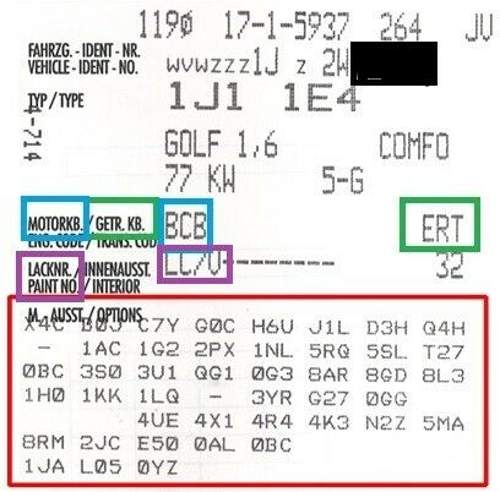 119Ø 17-1-5937 264 JV
FAHRZG. - IDENT - NR.
VEHICLE - IDENT - NO. WVWZZZ1J Z 2W
TYP / TYPE 1J1 1E4
4-714
GOLF 1,6 COMFO
77 KW 5-G
MOTORKB. / GETR. KB. BCB ERT
ENG. CODE / TRANS. COD
LACKNR. / INNENAUSST. LC7V 32
PAINT NO. / INTERIOR
M. - AUSST. / OPTIONS
X4C B0J C7Y G0C H6U J1L D3H Q4H
- 1AC 1G2 2PX 1NL 5RQ 5SL T27
0BC 3S0 3U1 QG1 0G3 8AR 8GD 8L3
1H0 1KK 1LQ - 3YR G27 0GG
4UE 4X1 4R4 4K3 N2Z 5MA
8RM 2JC E50 0AL 0BC
1JA L05 0YZ